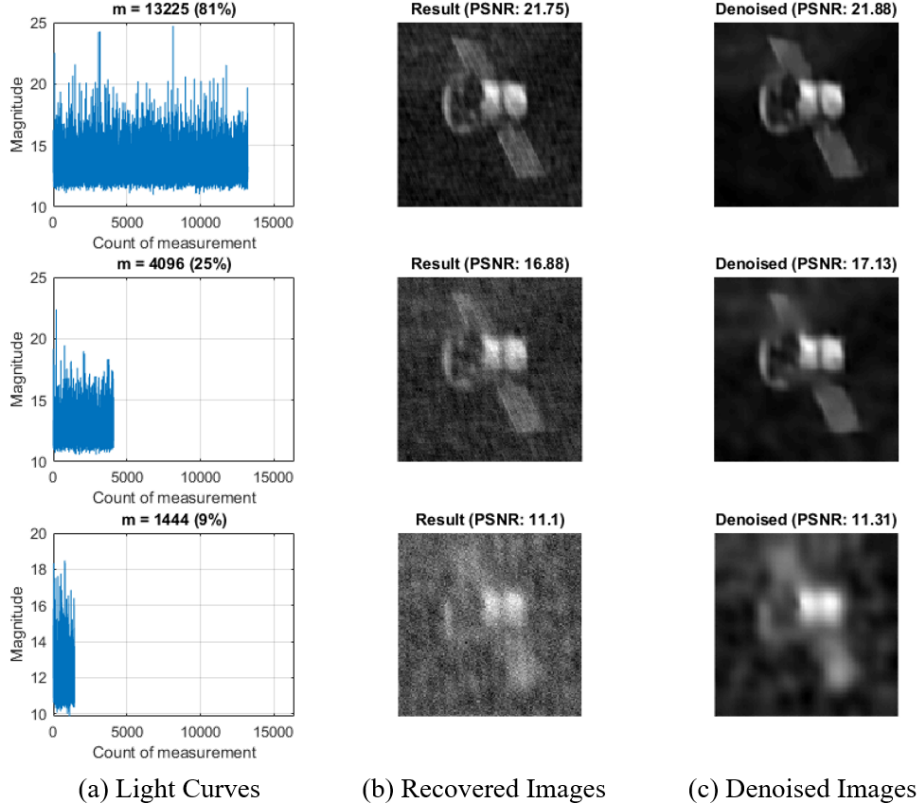 m = 13225 (81%)
Result (PSNR: 21.75)
Denoised (PSNR: 21.88)
Magnitude
25
20
15
10
0
5000
10000
15000
Count of measurement
m = 4096 (25%)
Result (PSNR: 16.88)
Denoised (PSNR: 17.13)
Magnitude
25
20
15
10
0
5000
10000
15000
Count of measurement
m = 1444 (9%)
Result (PSNR: 11.1)
Denoised (PSNR: 11.31)
Magnitude
20
18
16
14
12
10
0
5000
10000
15000
Count of measurement
(a) Light Curves
(b) Recovered Images
(c) Denoised Images